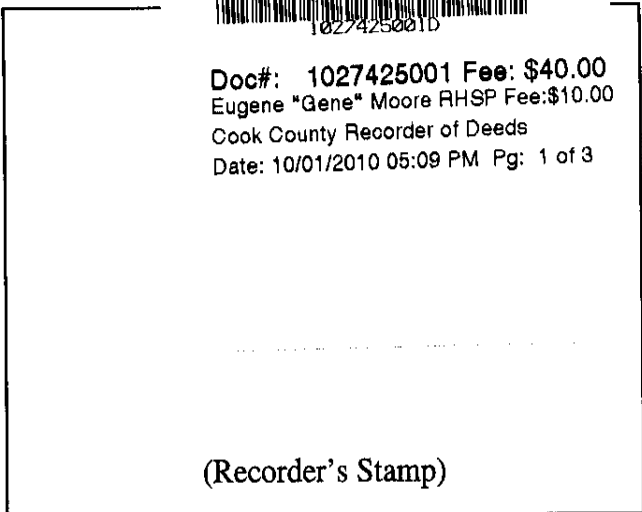 1027425001D
Doc#: 1027425001 Fee: $40.00
Eugene "Gene" Moore RHSP Fee:$10.00
Cook County Recorder of Deeds
Date: 10/01/2010 05:09 PM Pg: 1 of 3
(Recorder's Stamp)